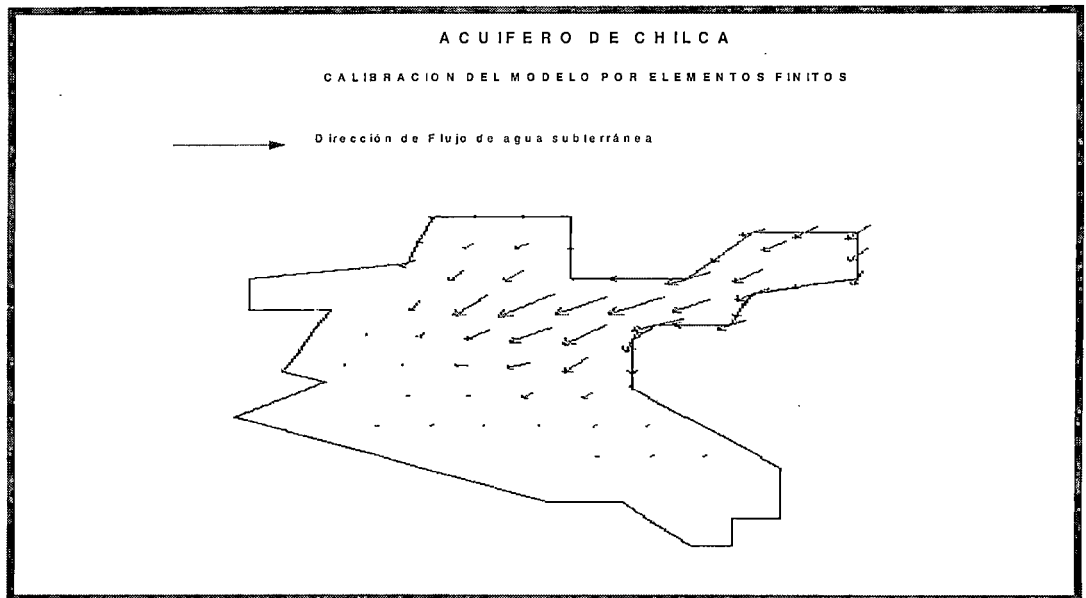 ACUIFERO DE CHILCA
CALIBRACION DEL MODELO POR ELEMENTOS FINITOS
Dirección de Flujo de agua subterránea